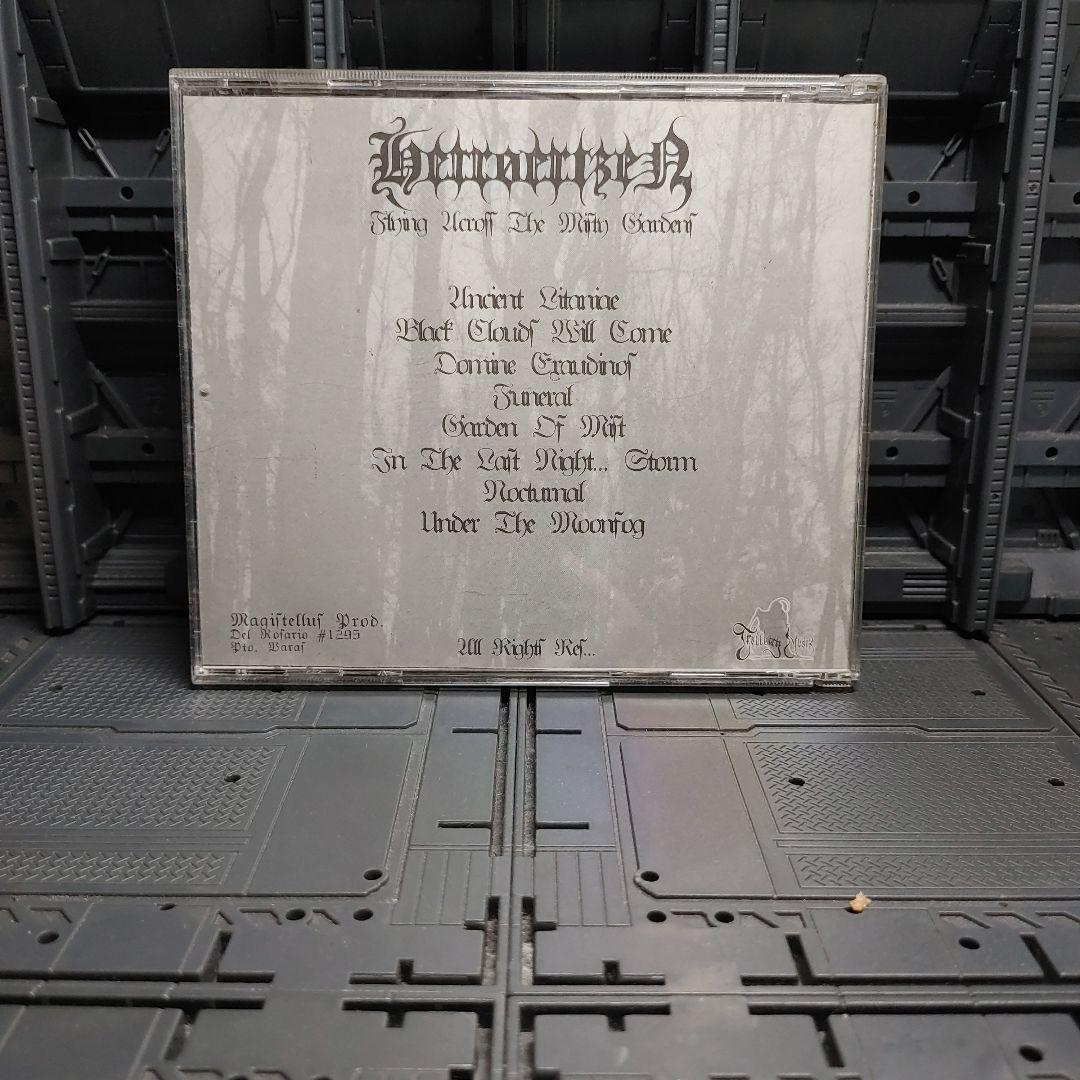 Hetroertzen
Flying Across The Misty Gardens
Ancient Litaniae
Black Clouds Will Come
Domine Exaudinos
Funeral
Garden Of Mist
In The Last Night... Storm
Nocturnal
Under The Moonfog
Magistellus Prod.
Del Rosario #1295
Pto. Varas
All Rights Res...